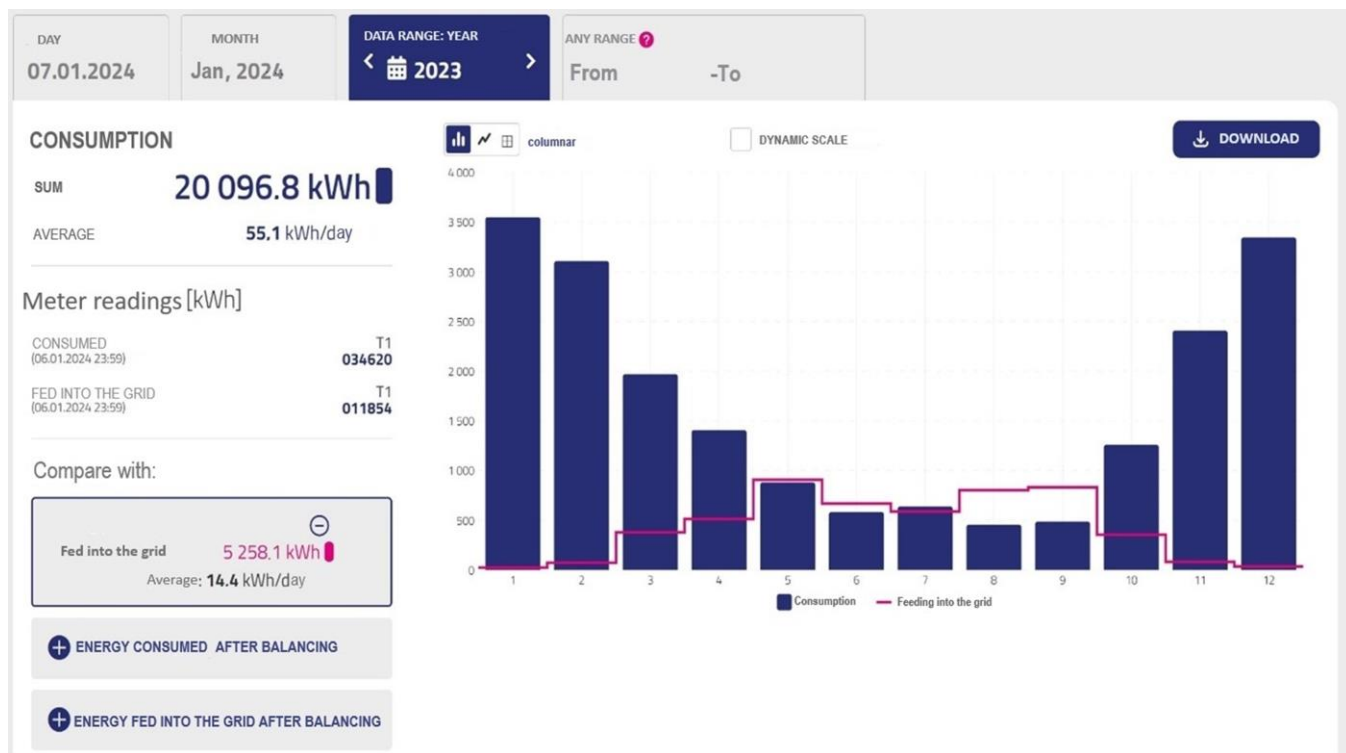 DAY
07.01.2024
MONTH
Jan, 2024
DATA RANGE: YEAR
2023
ANY RANGE ?
From -To
CONSUMPTION
SUM 20 096.8 kWh
AVERAGE 55,1 kWh/day
Meter readings [kWh]
CONSUMED T1
(06.01.2024 23:59) 034620
FED INTO THE GRID T1
(06.01.2024 23:59) 011854
Compare with:
Fed into the grid 5 258,1 kWh
Average: 14.4 kWh/day
ENERGY CONSUMED AFTER BALANCING
ENERGY FED INTO THE GRID AFTER BALANCING
columnar
DYNAMIC SCALE
DOWNLOAD
4 000
3 500
3 000
2 500
2 000
1 500
1 000
500
0
1 2 3 4 5 6 7 8 9 10 11 12
Consumption Feeding into the grid